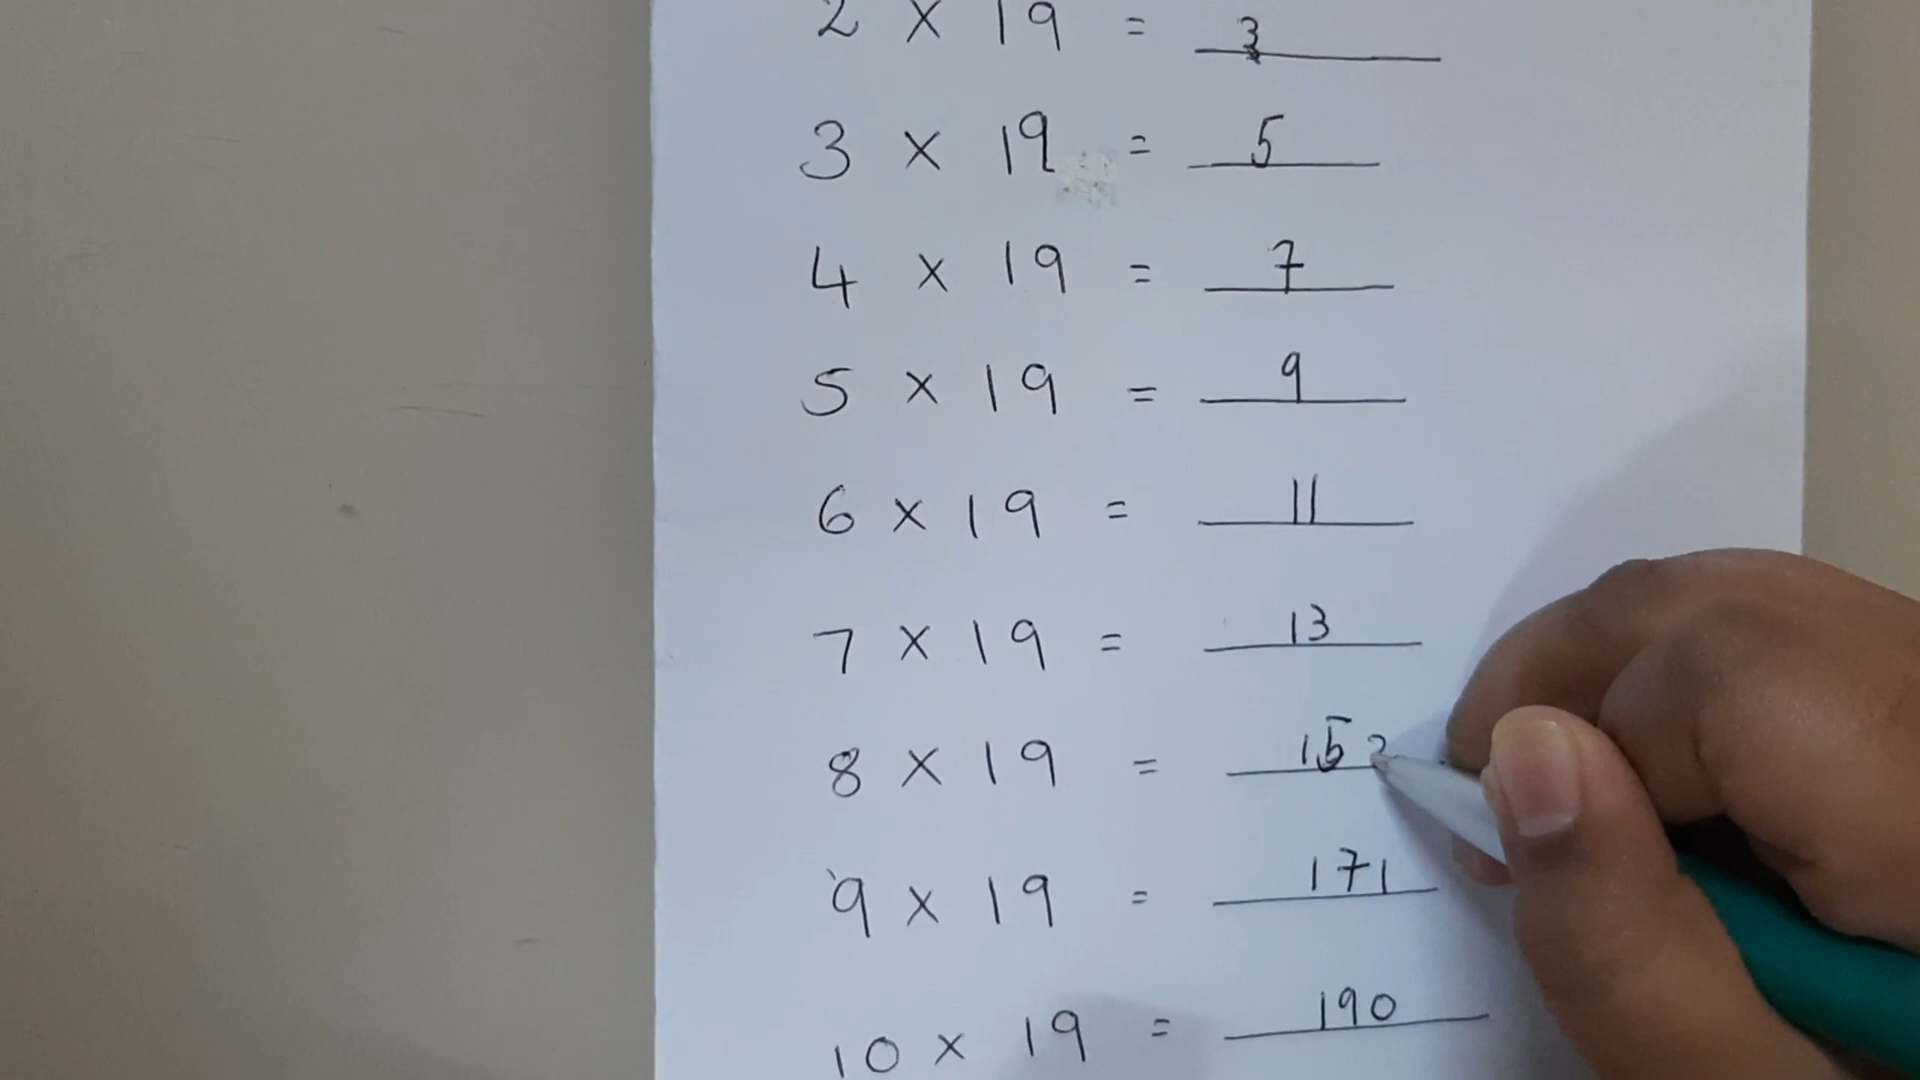 2 × 19 = 3
3 × 19 = 5
4 × 19 = 7
5 × 19 = 9
6 × 19 = 11
7 × 19 = 13
8 × 19 = 152
9 × 19 = 171
10 × 19 = 190